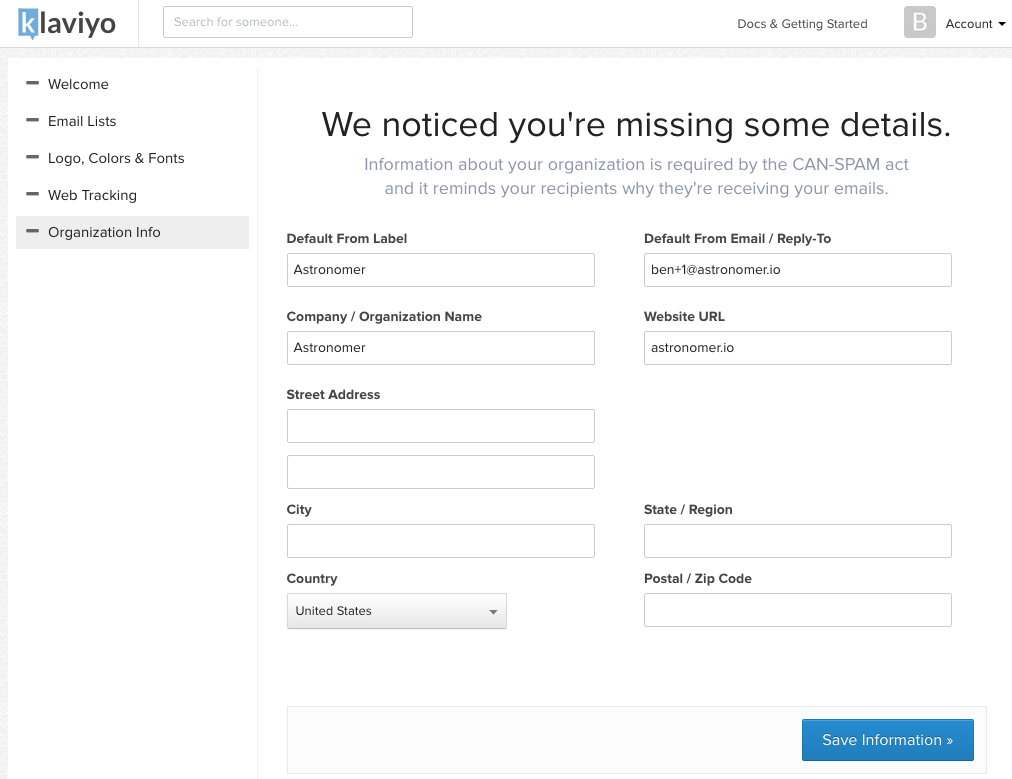 klaviyo
Search for someone...
Docs & Getting Started
B
Account
Welcome
Email Lists
Logo, Colors & Fonts
Web Tracking
Organization Info
We noticed you're missing some details.
Information about your organization is required by the CAN-SPAM act
and it reminds your recipients why they're receiving your emails.
Default From Label
Default From Email / Reply-To
Astronomer
ben+1@astronomer.io
Company / Organization Name
Website URL
Astronomer
astronomer.io
Street Address
City
State / Region
Country
Postal / Zip Code
United States
Save Information »